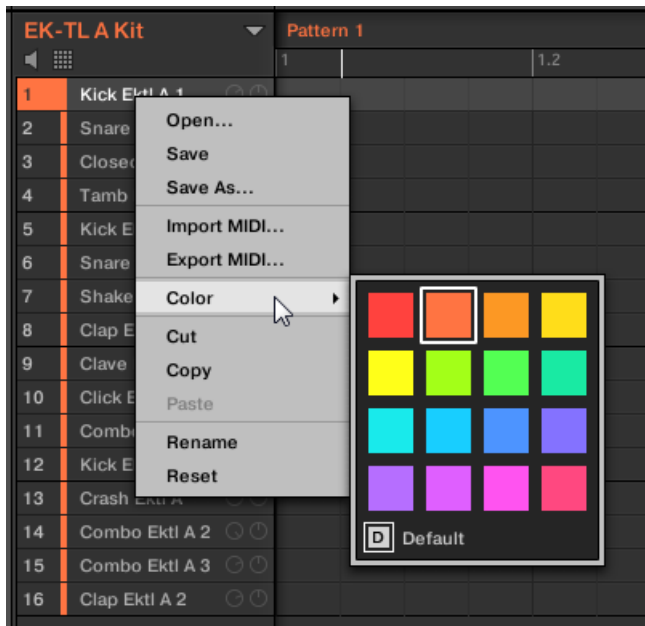 EK-TL A Kit
Pattern 1
1
1.2
1 Kick Ektl A 1
2 Snare
3 Closed
4 Tamb
5 Kick E
6 Snare
7 Shake
8 Clap E
9 Clave
10 Click E
11 Combo
12 Kick E
13 Crash Ektl A
14 Combo Ektl A 2
15 Combo Ektl A 3
16 Clap Ektl A 2
Open...
Save
Save As...
Import MIDI...
Export MIDI...
Color
Cut
Copy
Paste
Rename
Reset
D Default